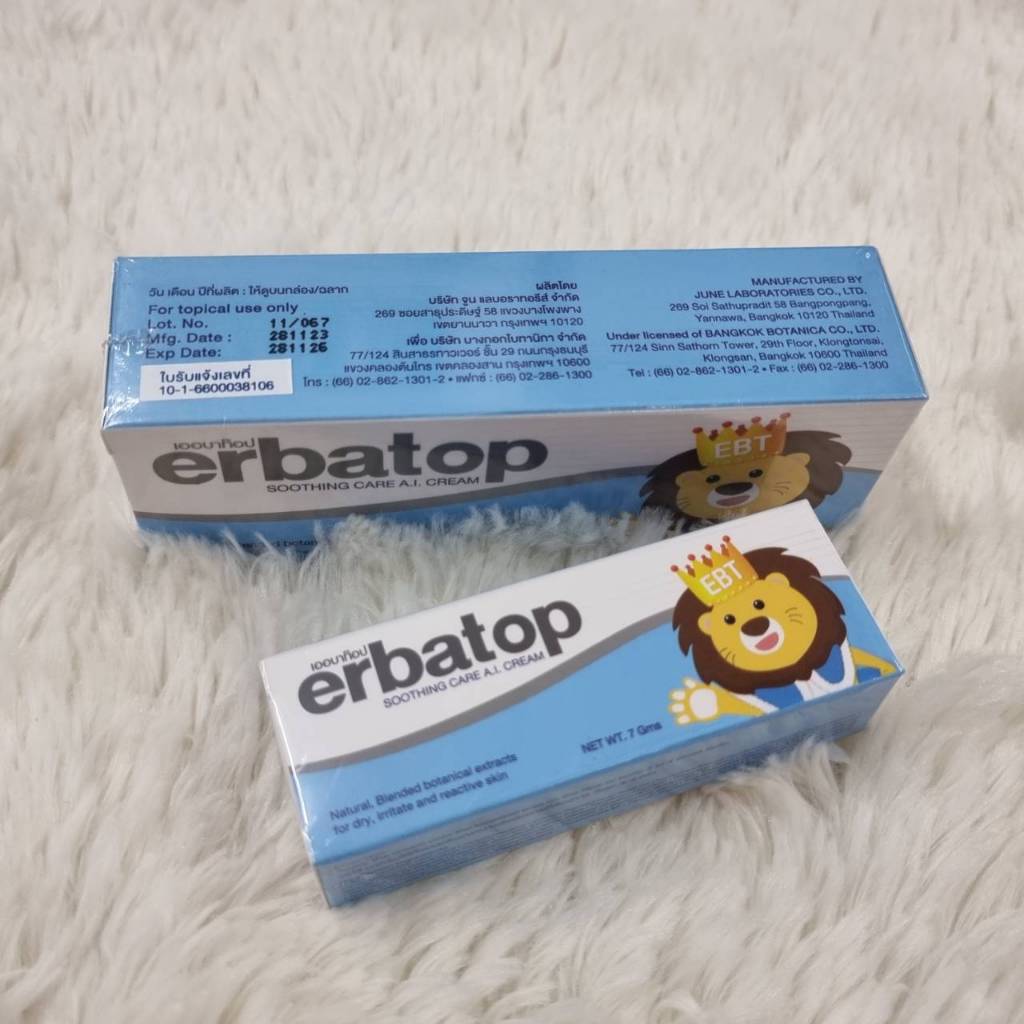 วัน เดือน ปีที่ผลิต : ให้ดูบนกล่อง/ฉลาก
For topical use only
Lot. No. 11/067
Mfg. Date : 281123
Exp Date: 281126
ใบรับแจ้งเลขที่
10-1-6600038106
ผลิตโดย
บริษัท จูน แลบอราทอรีส์ จำกัด
269 ซอยสาธุประดิษฐ์ 58 แขวงบางโพงพาง
เขตยานนาวา กรุงเทพฯ 10120
เพื่อ บริษัท บางกอกโบทานิกา จำกัด
77/124 สินสาธรทาวเวอร์ ชั้น 29 ถนนกรุงธนบุรี
แขวงคลองต้นไทร เขตคลองสาน กรุงเทพฯ 10600
โทร : (66) 02-862-1301-2 • แฟกซ์ : (66) 02-286-1300
MANUFACTURED BY
JUNE LABORATORIES CO., LTD.
269 Soi Sathupradit 58 Bangpongpang,
Yannawa, Bangkok 10120 Thailand
Under licensed of BANGKOK BOTANICA CO., LTD.
77/124 Sinn Sathorn Tower, 29th Floor, Klongtonsai,
Klongsan, Bangkok 10600 Thailand
Tel : (66) 02-862-1301-2 • Fax : (66) 02-286-1300
เออบาท็อป
erbatop
SOOTHING CARE A.I. CREAM
EBT
เออบาท็อป
erbatop
SOOTHING CARE A.I. CREAM
EBT
Natural, Blended botanical extracts
for dry, irritate and reactive skin
NET WT. 7 Gms